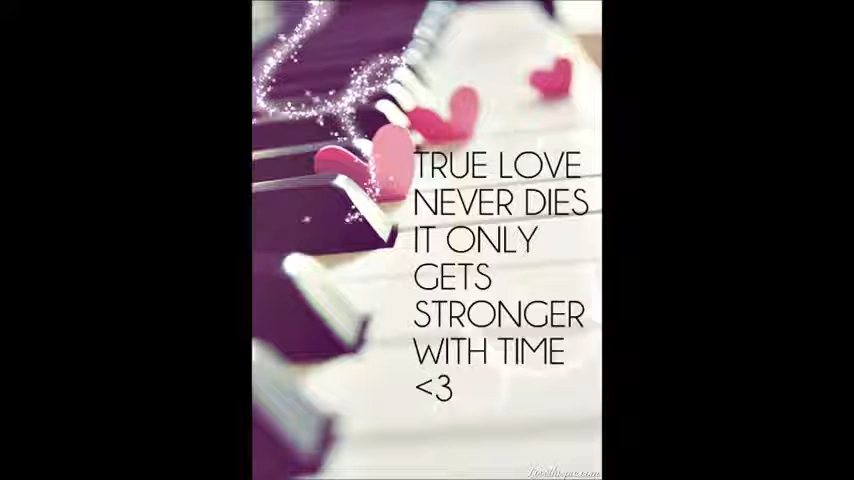 TRUE LOVE
NEVER DIES
IT ONLY
GETS
STRONGER
WITH TIME
<3